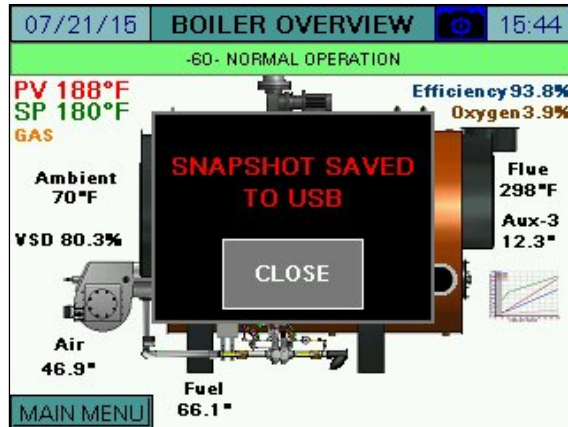 07/21/15 BOILER OVERVIEW 15:44
-60- NORMAL OPERATION
PV 188°F
SP 180°F
GAS
Efficiency 93.8%
Oxygen 3.9%
SNAPSHOT SAVED
TO USB
CLOSE
Ambient
70°F
VSD 80.3%
Flue
298°F
Aux-3
12.3°
Air
46.9°
Fuel
66.1°
MAIN MENU